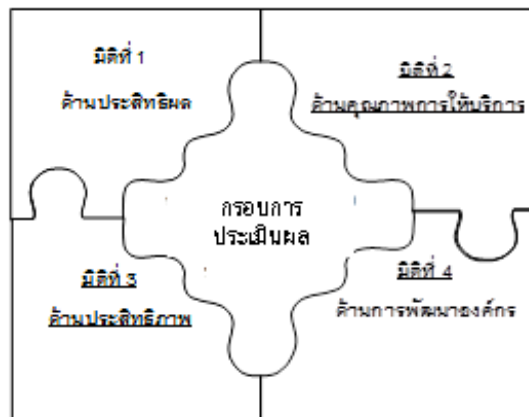 มิติที่ 1
ด้านประสิทธิผล
มิติที่ 2
ด้านคุณภาพการให้บริการ
กรอบการ
ประเมินผล
มิติที่ 3
ด้านประสิทธิภาพ
มิติที่ 4
ด้านการพัฒนาองค์กร